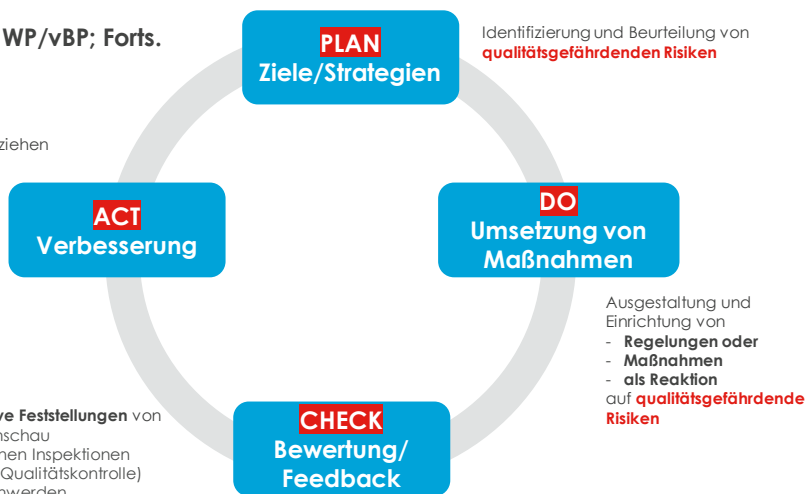 WP/vBP; Forts.
PLAN
Ziele/Strategien
Identifizierung und Beurteilung von
qualitätsgefährdenden Risiken
ziehen
ACT
Verbesserung
DO
Umsetzung von
Maßnahmen
Ausgestaltung und
Einrichtung von
- Regelungen oder
- Maßnahmen
- als Reaktion
auf qualitätsgefährdende
Risiken
ve Feststellungen von
nschau
nen Inspektionen
Qualitätskontrolle)
nwerden
CHECK
Bewertung/
Feedback